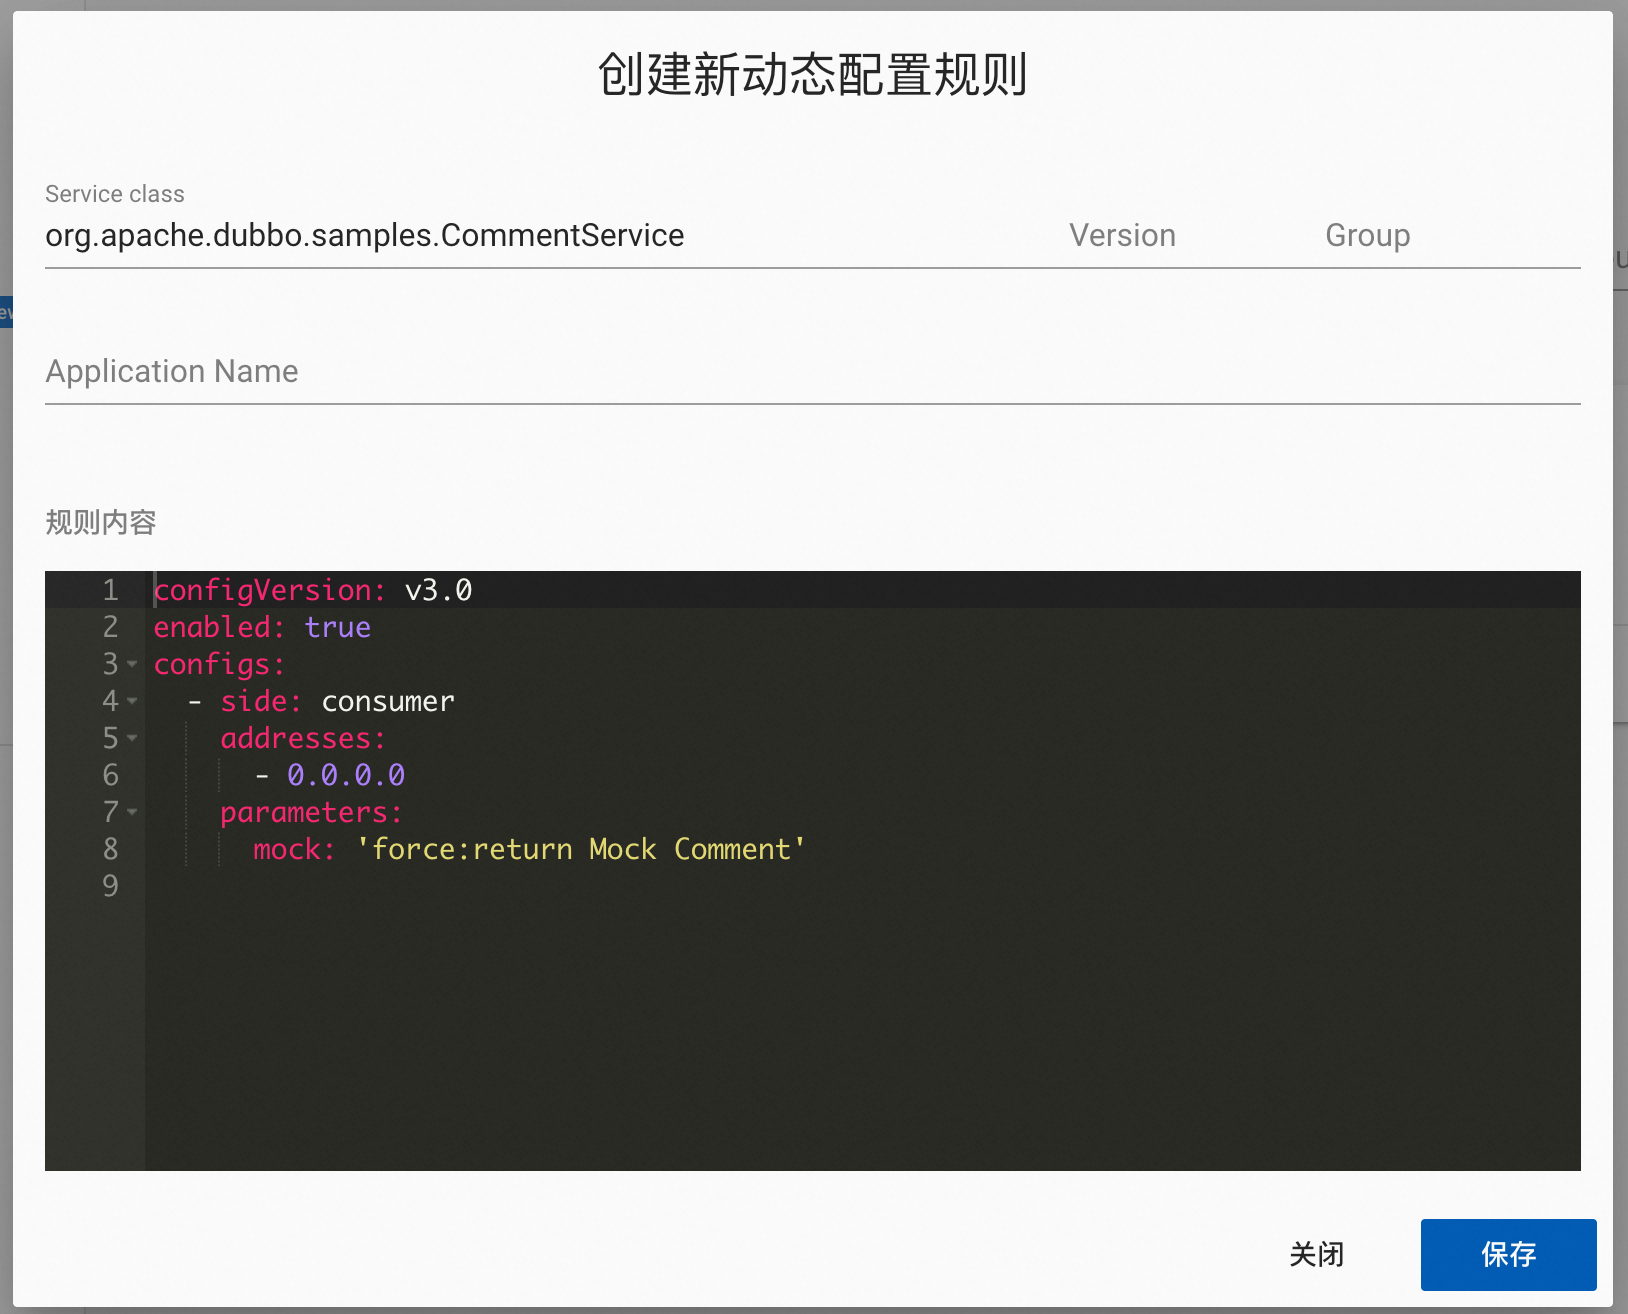 创建新动态配置规则
Service class
org.apache.dubbo.samples.CommentService Version Group
Application Name
规则内容
1 configVersion: v3.0
2 enabled: true
3 configs:
4 - side: consumer
5 addresses:
6 - 0.0.0.0
7 parameters:
8 mock: 'force:return Mock Comment'
9
关闭 保存